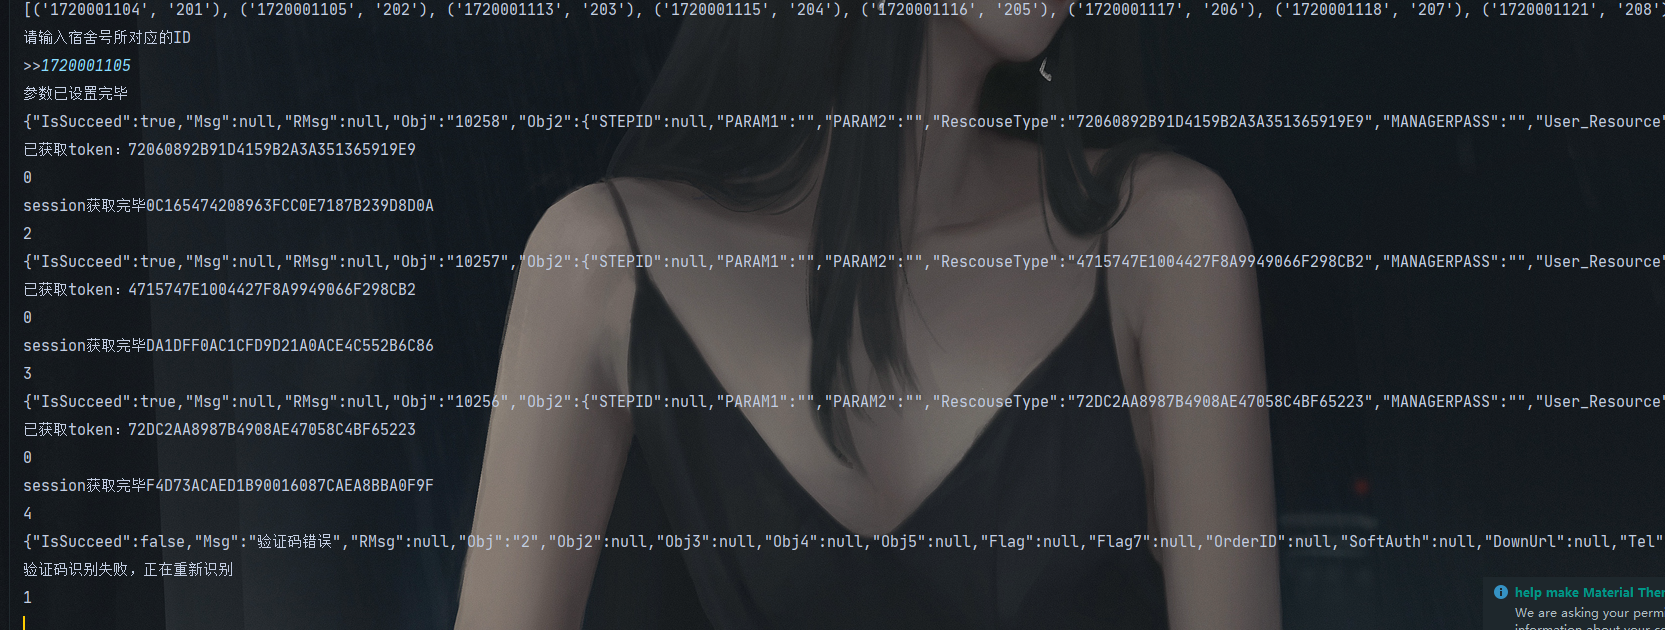 [('1720001104', '201'), ('1720001105', '202'), ('1720001113', '203'), ('1720001115', '204'), ('1720001116', '205'), ('1720001117', '206'), ('1720001118', '207'), ('1720001121', '208')
请输入宿舍号所对应的ID
>>1720001105
参数已设置完毕
{"IsSucceed":true,"Msg":null,"RMsg":null,"Obj":"10258","Obj2":{"STEPID":null,"PARAM1":"","PARAM2":"","RescouseType":"72060892B91D4159B2A3A351365919E9","MANAGERPASS":"","User_Resource"
已获取token：72060892B91D4159B2A3A351365919E9
0
session获取完毕0C165474208963FCC0E7187B239D8D0A
2
{"IsSucceed":true,"Msg":null,"RMsg":null,"Obj":"10257","Obj2":{"STEPID":null,"PARAM1":"","PARAM2":"","RescouseType":"4715747E1004427F8A9949066F298CB2","MANAGERPASS":"","User_Resource"
已获取token：4715747E1004427F8A9949066F298CB2
0
session获取完毕DA1DFF0AC1CFD9D21A0ACE4C552B6C86
3
{"IsSucceed":true,"Msg":null,"RMsg":null,"Obj":"10256","Obj2":{"STEPID":null,"PARAM1":"","PARAM2":"","RescouseType":"72DC2AA8987B4908AE47058C4BF65223","MANAGERPASS":"","User_Resource"
已获取token：72DC2AA8987B4908AE47058C4BF65223
0
session获取完毕F4D73ACAED1B90016087CAEA8BBA0F9F
4
{"IsSucceed":false,"Msg":"验证码错误","RMsg":null,"Obj":"2","Obj2":null,"Obj3":null,"Obj4":null,"Obj5":null,"Flag":null,"Flag7":null,"OrderID":null,"SoftAuth":null,"DownUrl":null,"Tel"
验证码识别失败，正在重新识别
1
help make Material Ther
We are asking your perm
information about your co